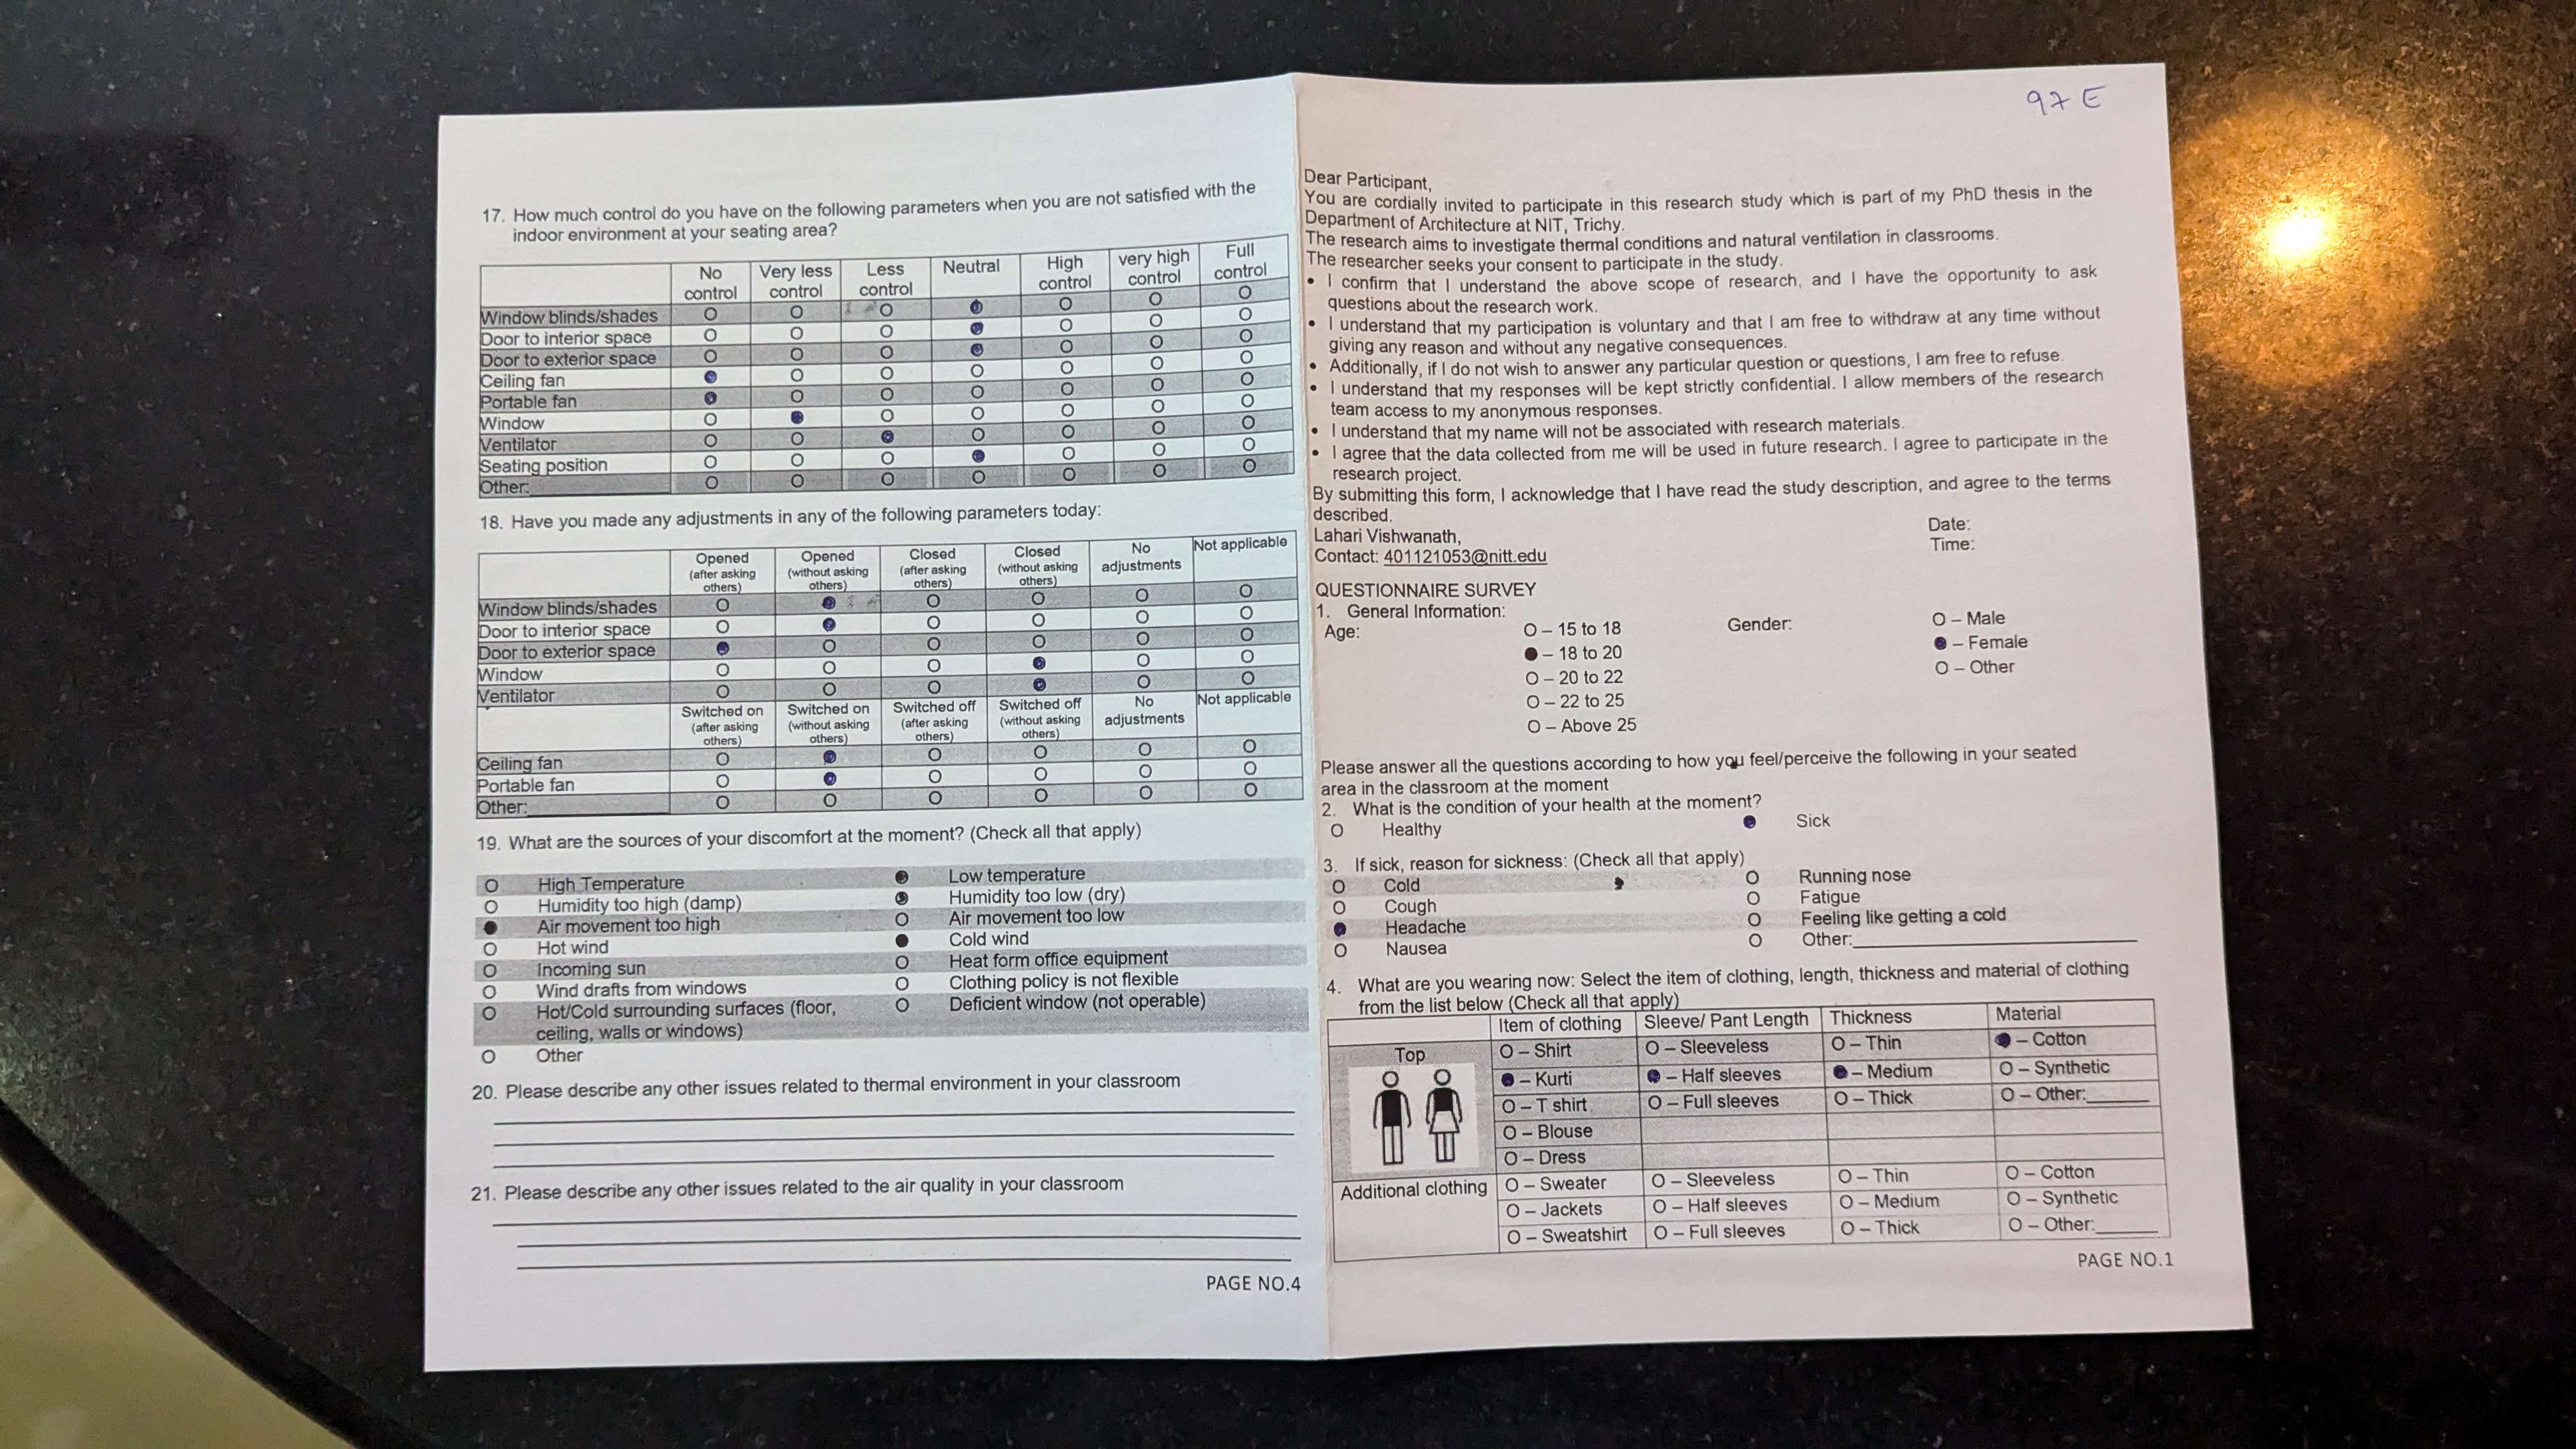 17. How much control do you have on the following parameters when you are not satisfied with the
indoor environment at your seating area?
No control Very less control Less control Neutral High control very high control Full control
Window blinds/shades O O O ● O O O
Door to interior space O O O ● O O O
Door to exterior space O O O ● O O O
Ceiling fan ● O O O O O O
Portable fan ● O O O O O O
Window O ● O O O O O
Ventilator O O ● O O O O
Seating position O O O ● O O O
Other: O O O O O O O
18. Have you made any adjustments in any of the following parameters today:
Opened (after asking others) Opened (without asking others) Closed (after asking others) Closed (without asking others) No adjustments Not applicable
Window blinds/shades O ● O O O O
Door to interior space O ● O O O O
Door to exterior space ● O O O O O
Window O O O ● O O
Ventilator O O O ● O O
Switched on (after asking others) Switched on (without asking others) Switched off (after asking others) Switched off (without asking others) No adjustments Not applicable
Ceiling fan O ● O O O O
Portable fan O ● O O O O
Other: O O O O O O
19. What are the sources of your discomfort at the moment? (Check all that apply)
O High Temperature ● Low temperature
O Humidity too high (damp) ● Humidity too low (dry)
● Air movement too high O Air movement too low
O Hot wind ● Cold wind
O Incoming sun O Heat form office equipment
O Wind drafts from windows O Clothing policy is not flexible
O Hot/Cold surrounding surfaces (floor, O Deficient window (not operable)
ceiling, walls or windows)
O Other
20. Please describe any other issues related to thermal environment in your classroom
21. Please describe any other issues related to the air quality in your classroom
PAGE NO.4
97 E
Dear Participant,
You are cordially invited to participate in this research study which is part of my PhD thesis in the
Department of Architecture at NIT, Trichy.
The research aims to investigate thermal conditions and natural ventilation in classrooms.
The researcher seeks your consent to participate in the study.
• I confirm that I understand the above scope of research, and I have the opportunity to ask
questions about the research work.
• I understand that my participation is voluntary and that I am free to withdraw at any time without
giving any reason and without any negative consequences.
• Additionally, if I do not wish to answer any particular question or questions, I am free to refuse.
• I understand that my responses will be kept strictly confidential. I allow members of the research
team access to my anonymous responses.
• I understand that my name will not be associated with research materials.
• I agree that the data collected from me will be used in future research. I agree to participate in the
research project.
By submitting this form, I acknowledge that I have read the study description, and agree to the terms
described.
Lahari Vishwanath, Date:
Contact: 401121053@nitt.edu Time:
QUESTIONNAIRE SURVEY
1. General Information:
Age: O – 15 to 18 Gender: O – Male
● – 18 to 20 ● – Female
O – 20 to 22 O – Other
O – 22 to 25
O – Above 25
Please answer all the questions according to how you feel/perceive the following in your seated
area in the classroom at the moment
2. What is the condition of your health at the moment?
O Healthy ● Sick
3. If sick, reason for sickness: (Check all that apply)
O Cold O Running nose
O Cough O Fatigue
● Headache O Feeling like getting a cold
O Nausea O Other:
4. What are you wearing now: Select the item of clothing, length, thickness and material of clothing
from the list below (Check all that apply)
Item of clothing Sleeve/ Pant Length Thickness Material
Top O – Shirt O – Sleeveless O – Thin ● – Cotton
● – Kurti ● – Half sleeves ● – Medium O – Synthetic
O – T shirt O – Full sleeves O – Thick O – Other:
O – Blouse
O – Dress
Additional clothing O – Sweater O – Sleeveless O – Thin O – Cotton
O – Jackets O – Half sleeves O – Medium O – Synthetic
O – Sweatshirt O – Full sleeves O – Thick O – Other:
PAGE NO.1